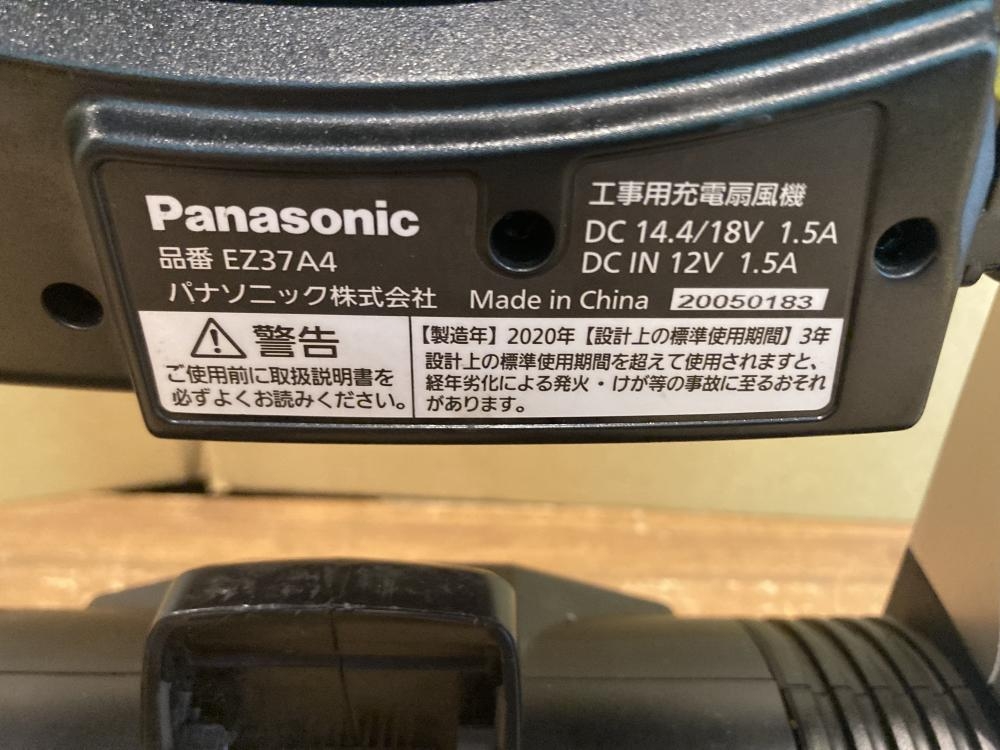 Panasonic
品番 EZ37A4
パナソニック株式会社 Made in China 20050183
工事用充電扇風機
DC 14.4/18V 1.5A
DC IN 12V 1.5A
警告
ご使用前に取扱説明書を
必ずよくお読みください。
【製造年】2020年【設計上の標準使用期間】3年
設計上の標準使用期間を超えて使用されますと、
経年劣化による発火・けが等の事故に至るおそれ
があります。